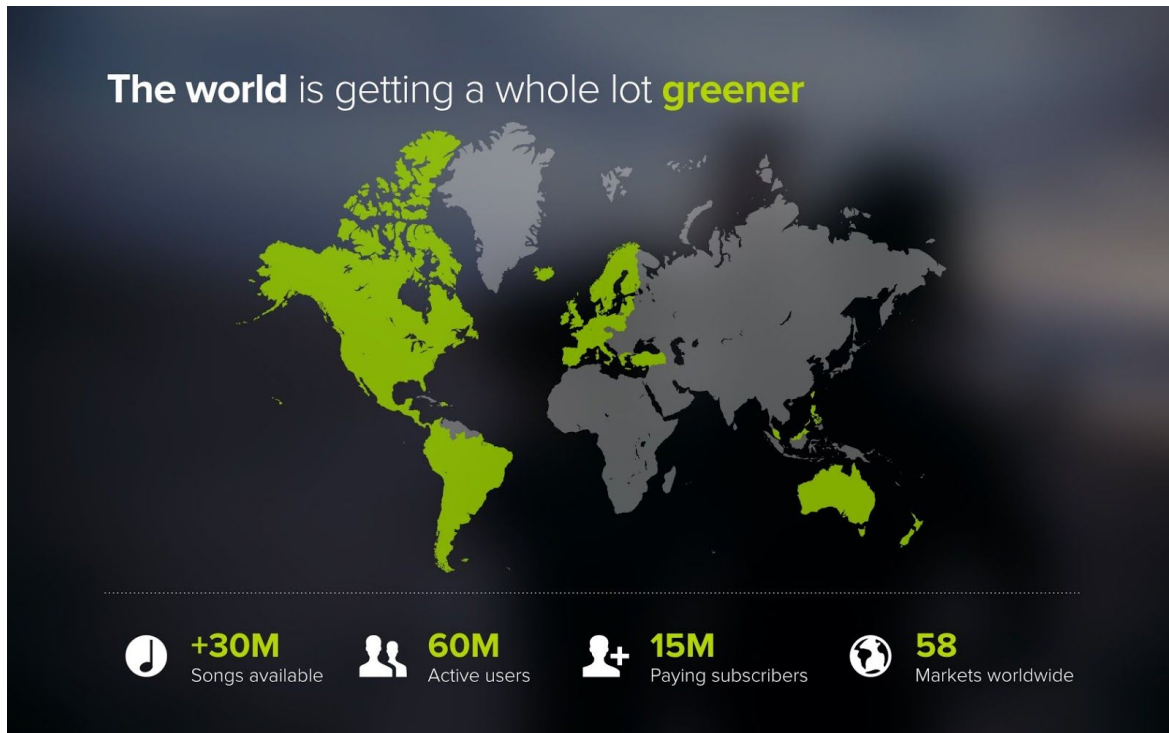 The world is getting a whole lot greener
+30M
Songs available
60M
Active users
15M
Paying subscribers
58
Markets worldwide